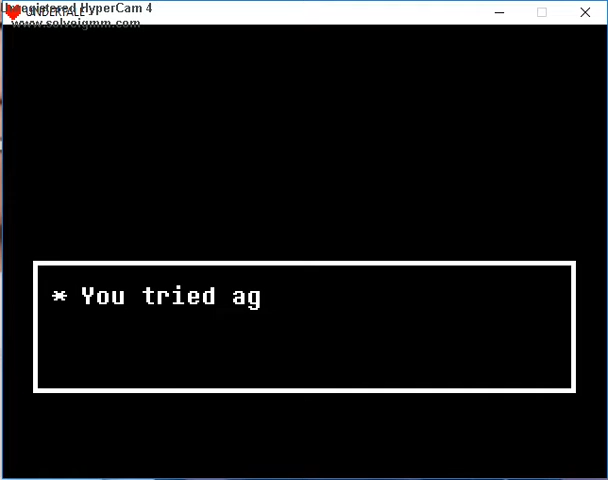 Unregistered HyperCam 4
UNDERTALE
www.solveigmm.com
* You tried ag